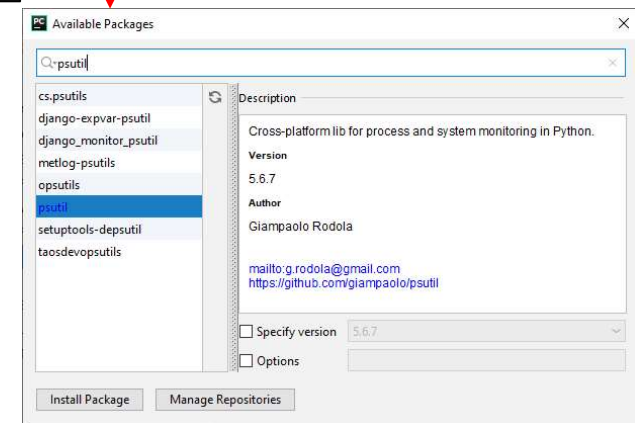 PC Available Packages
psutil
cs.psutils
django-expvar-psutil
django_monitor_psutil
metlog-psutils
opsutils
psutil
setuptools-depsutil
taosdevopsutils
Description
Cross-platform lib for process and system monitoring in Python.
Version
5.6.7
Author
Giampaolo Rodola
mailto:g.rodola@gmail.com
https://github.com/giampaolo/psutil
Specify version 5.6.7
Options
Install Package Manage Repositories